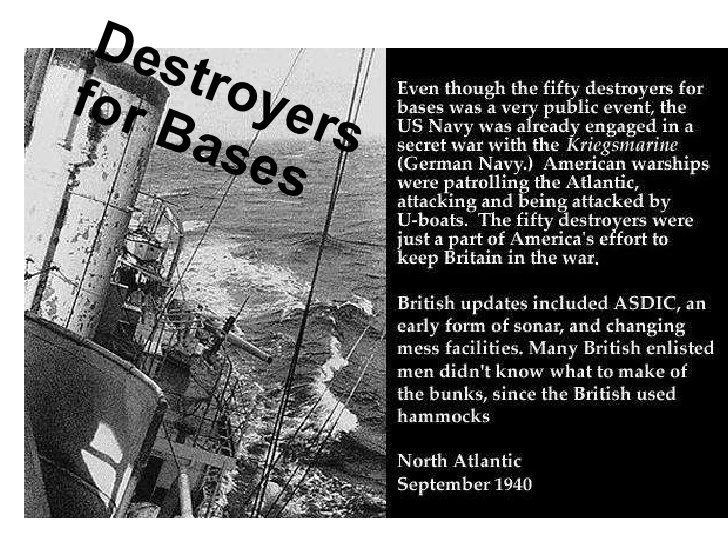 Destroyers
for Bases
Even though the fifty destroyers for
bases was a very public event, the
US Navy was already engaged in a
secret war with the Kriegsmarine
(German Navy.)  American warships
were patrolling the Atlantic,
attacking and being attacked by
U-boats.  The fifty destroyers were
just a part of America's effort to
keep Britain in the war.
British updates included ASDIC, an
early form of sonar, and changing
mess facilities. Many British enlisted
men didn't know what to make of
the bunks, since the British used
hammocks
North Atlantic
September 1940